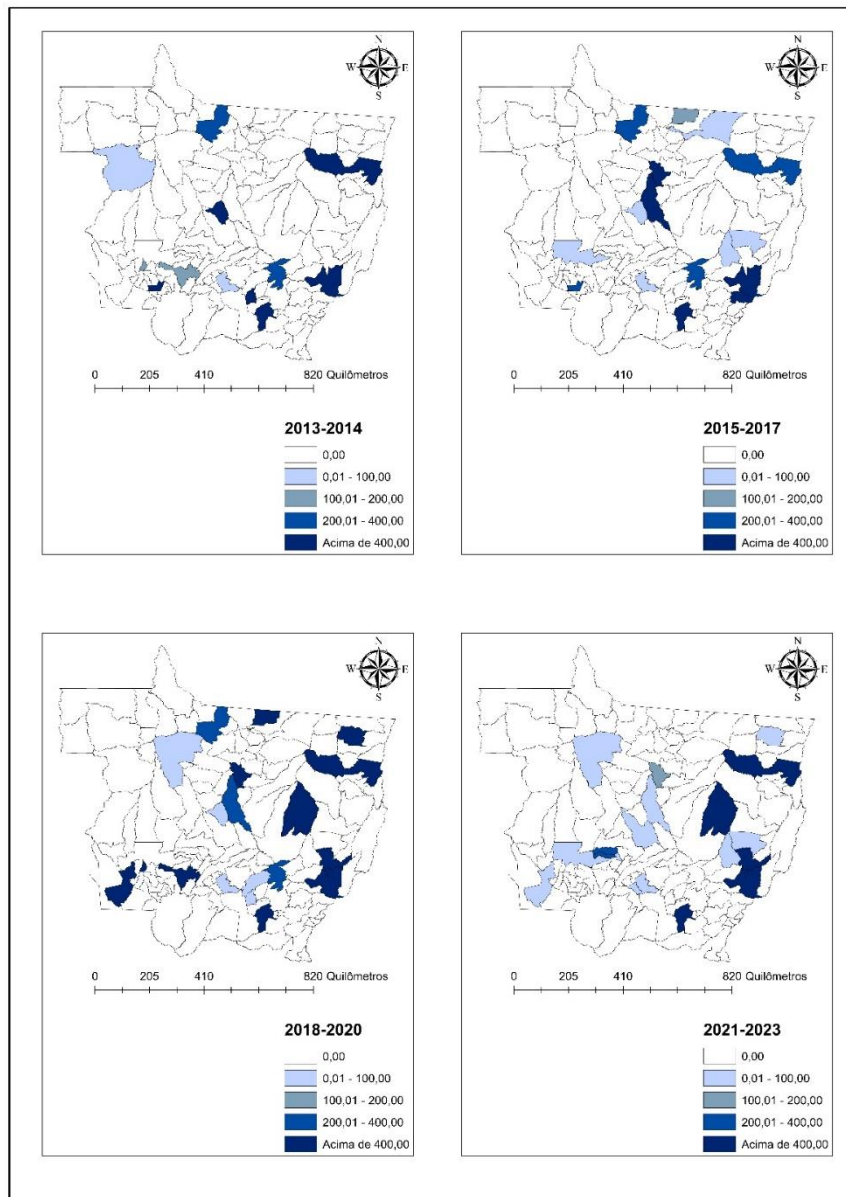 N
W E
S
0 205 410 820 Quilômetros
2013-2014
0,00
0,01 - 100,00
100,01 - 200,00
200,01 - 400,00
Acima de 400,00
N
W E
S
0 205 410 820 Quilômetros
2015-2017
0,00
0,01 - 100,00
100,01 - 200,00
200,01 - 400,00
Acima de 400,00
N
W E
S
0 205 410 820 Quilômetros
2018-2020
0,00
0,01 - 100,00
100,01 - 200,00
200,01 - 400,00
Acima de 400,00
N
W E
S
0 205 410 820 Quilômetros
2021-2023
0,00
0,01 - 100,00
100,01 - 200,00
200,01 - 400,00
Acima de 400,00